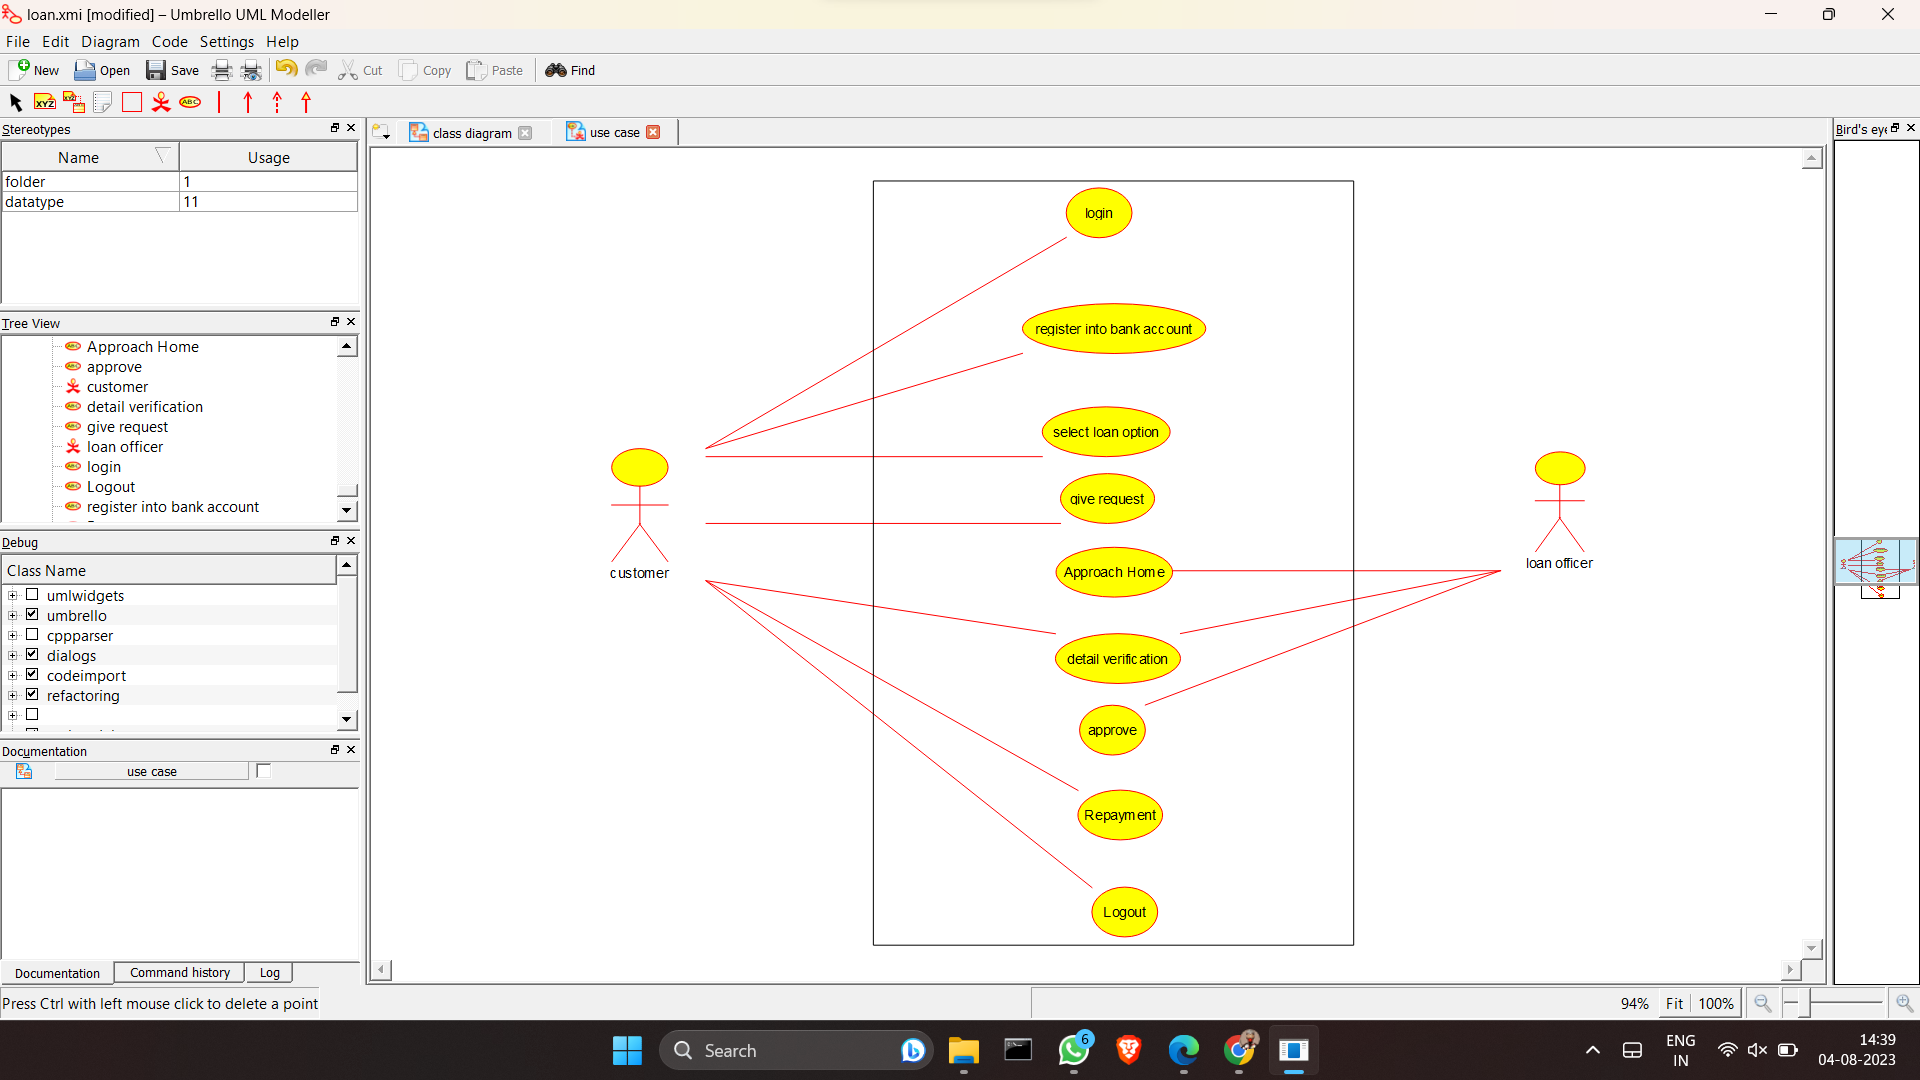 loan.xmi [modified] – Umbrello UML Modeller
File Edit Diagram Code Settings Help
New Open Save Cut Copy Paste Find
XYZ XYZ ABC
Stereotypes
Name Usage
folder 1
datatype 11
Tree View
Approach Home
approve
customer
detail verification
give request
loan officer
login
Logout
register into bank account
Debug
Class Name
umlwidgets
umbrello
cppparser
dialogs
codeimport
refactoring
Documentation
use case
Documentation Command history Log
Press Ctrl with left mouse click to delete a point
class diagram use case
login
register into bank account
select loan option
give request
Approach Home
detail verification
approve
Repayment
Logout
customer
loan officer
Bird's eye
94% Fit 100%
Search
6
ENG
IN
14:39
04-08-2023